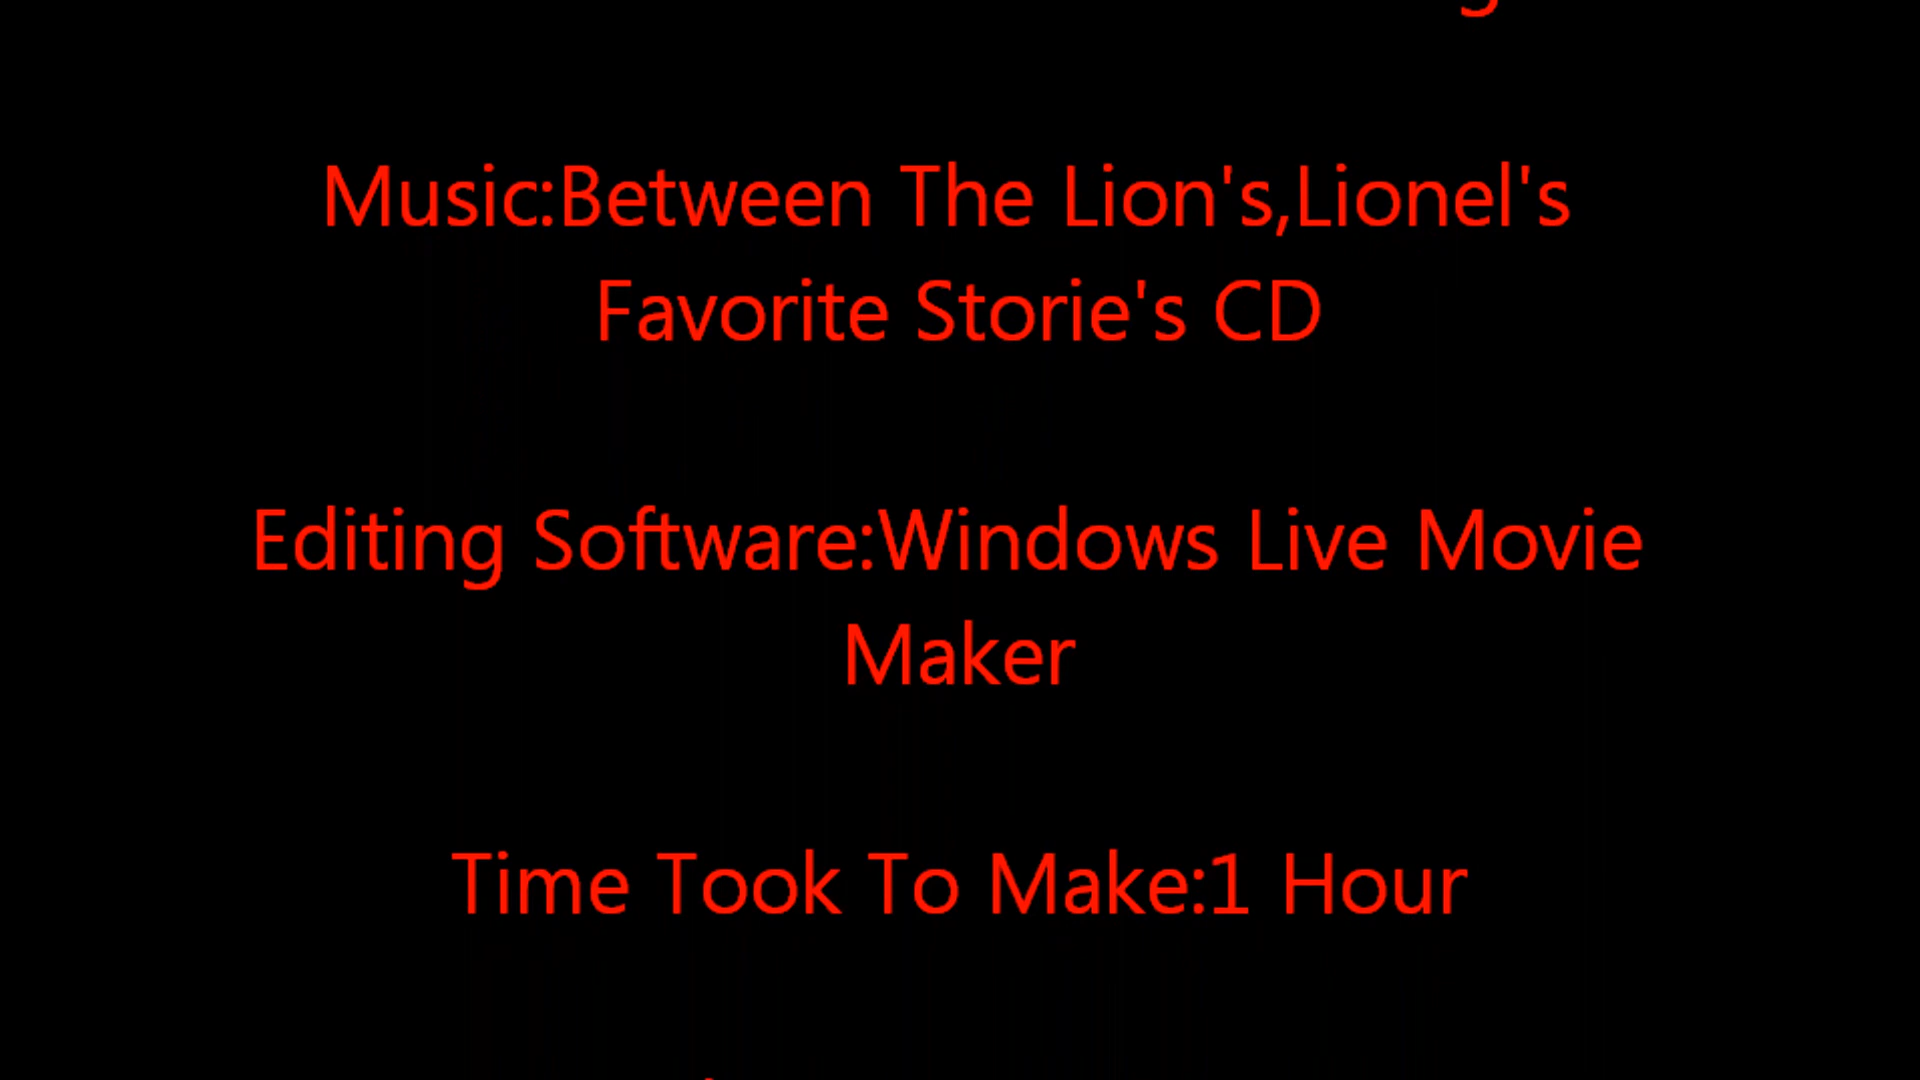 Music:Between The Lion's,Lionel's
Favorite Storie's CD
Editing Software:Windows Live Movie
Maker
Time Took To Make:1 Hour